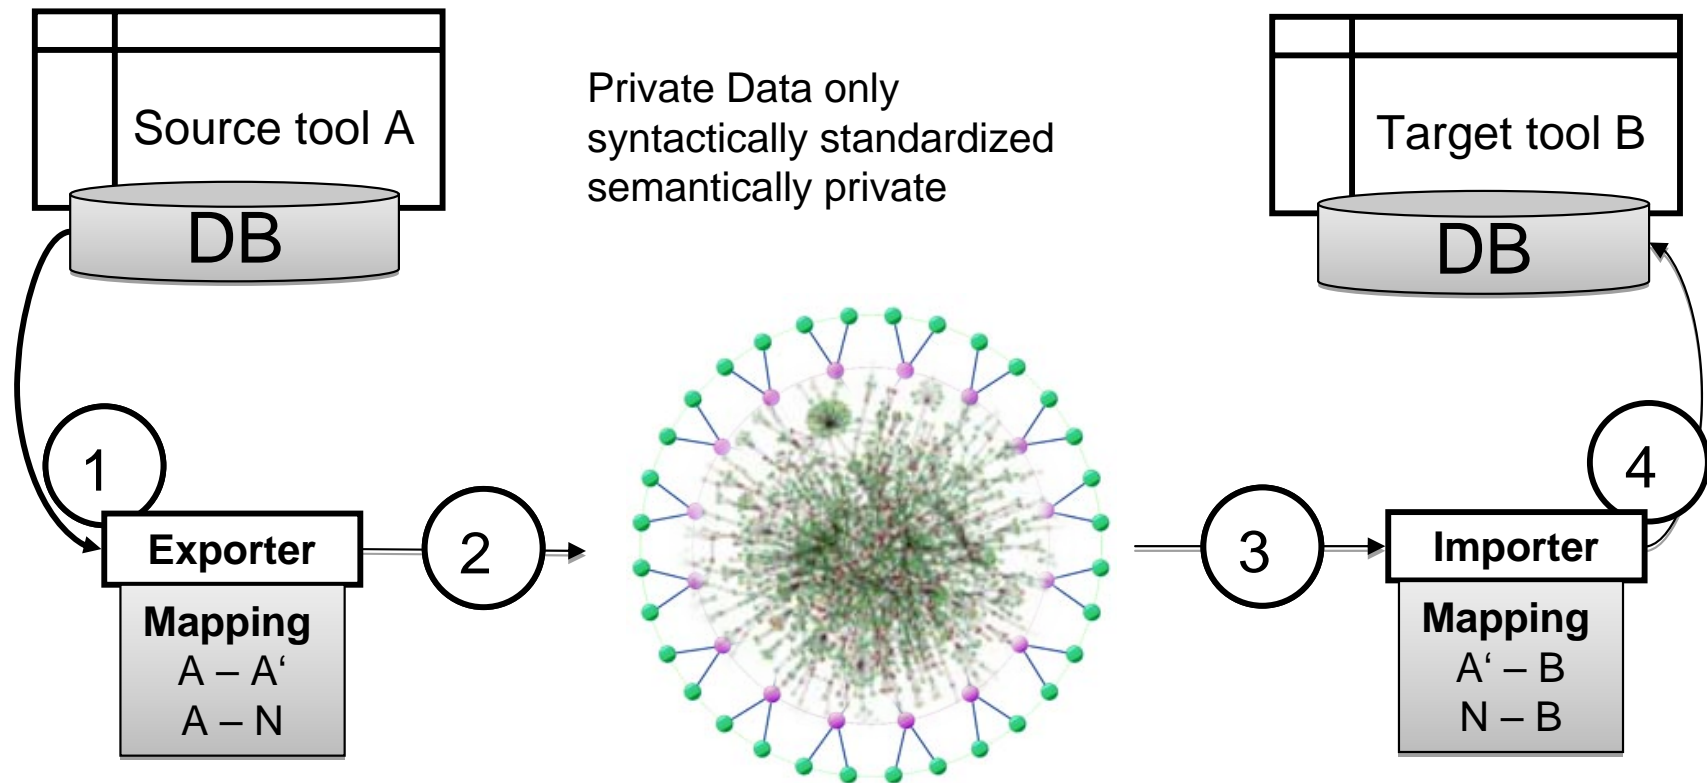 Source tool A
DB
Private Data only
syntactically standardized
semantically private
Target tool B
DB
1
Exporter
Mapping
A – A‘
A – N
2
3
4
Importer
Mapping
A‘ – B
N – B